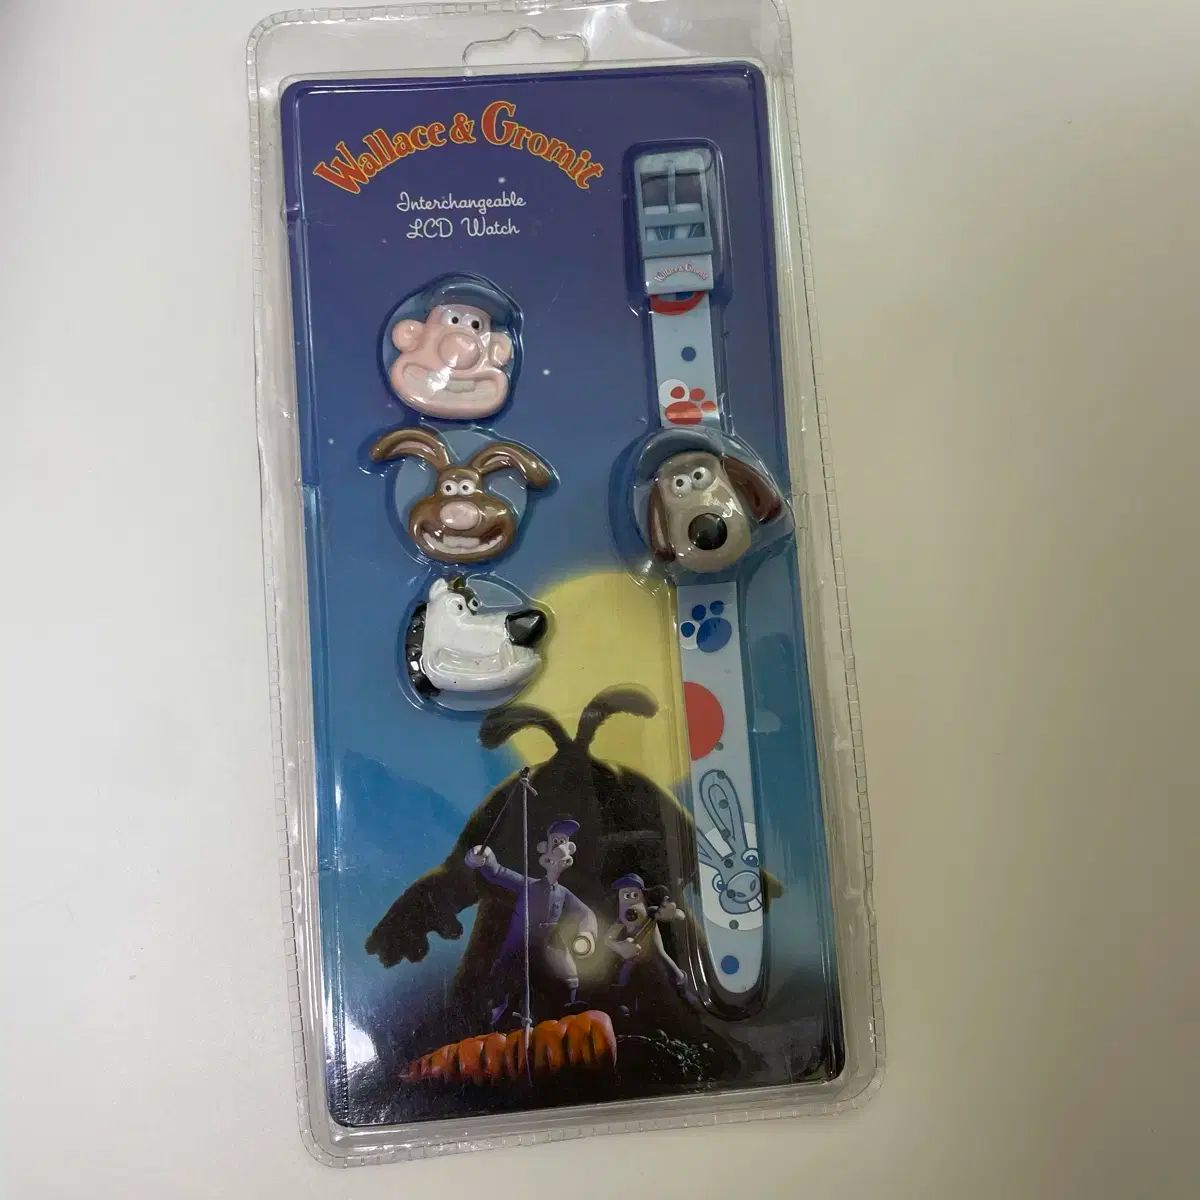 Wallace & Gromit
Interchangeable
LCD Watch
Wallace & Gromit